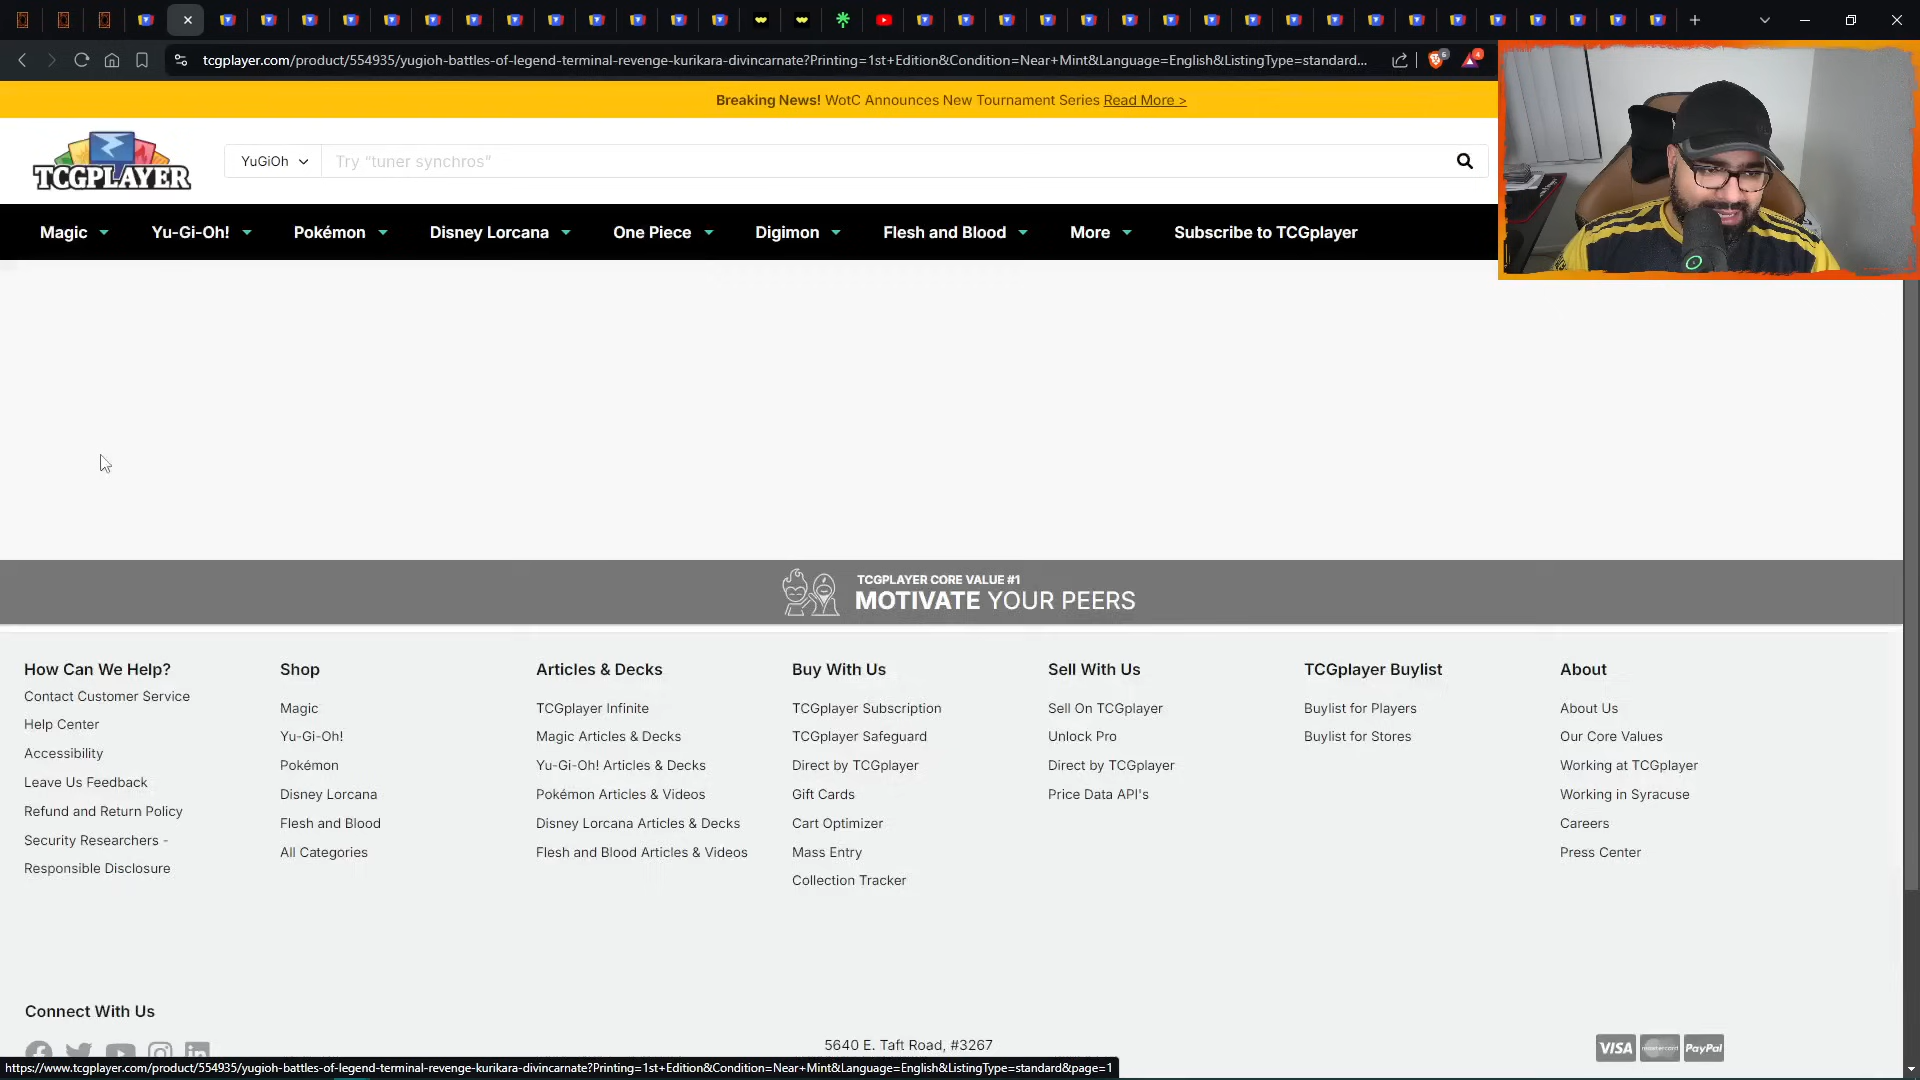 tcgplayer.com/product/554935/yugioh-battles-of-legend-terminal-revenge-kurikara-divincarnate?Printing=1st+Edition&Condition=Near+Mint&Language=English&ListingType=standard...
Breaking News! WotC Announces New Tournament Series Read More >
TCGPLAYER
YuGiOh
Try “tuner synchros”
Magic
Yu-Gi-Oh!
Pokémon
Disney Lorcana
One Piece
Digimon
Flesh and Blood
More
Subscribe to TCGplayer
TCGPLAYER CORE VALUE #1
MOTIVATE YOUR PEERS
How Can We Help?
Contact Customer Service
Help Center
Accessibility
Leave Us Feedback
Refund and Return Policy
Security Researchers -
Responsible Disclosure
Shop
Magic
Yu-Gi-Oh!
Pokémon
Disney Lorcana
Flesh and Blood
All Categories
Articles & Decks
TCGplayer Infinite
Magic Articles & Decks
Yu-Gi-Oh! Articles & Decks
Pokémon Articles & Videos
Disney Lorcana Articles & Decks
Flesh and Blood Articles & Videos
Buy With Us
TCGplayer Subscription
TCGplayer Safeguard
Direct by TCGplayer
Gift Cards
Cart Optimizer
Mass Entry
Collection Tracker
Sell With Us
Sell On TCGplayer
Unlock Pro
Direct by TCGplayer
Price Data API's
TCGplayer Buylist
Buylist for Players
Buylist for Stores
About
About Us
Our Core Values
Working at TCGplayer
Working in Syracuse
Careers
Press Center
Connect With Us
5640 E. Taft Road, #3267
VISA
mastercard
PayPal
https://www.tcgplayer.com/product/554935/yugioh-battles-of-legend-terminal-revenge-kurikara-divincarnate?Printing=1st+Edition&Condition=Near+Mint&Language=English&ListingType=standard&page=1